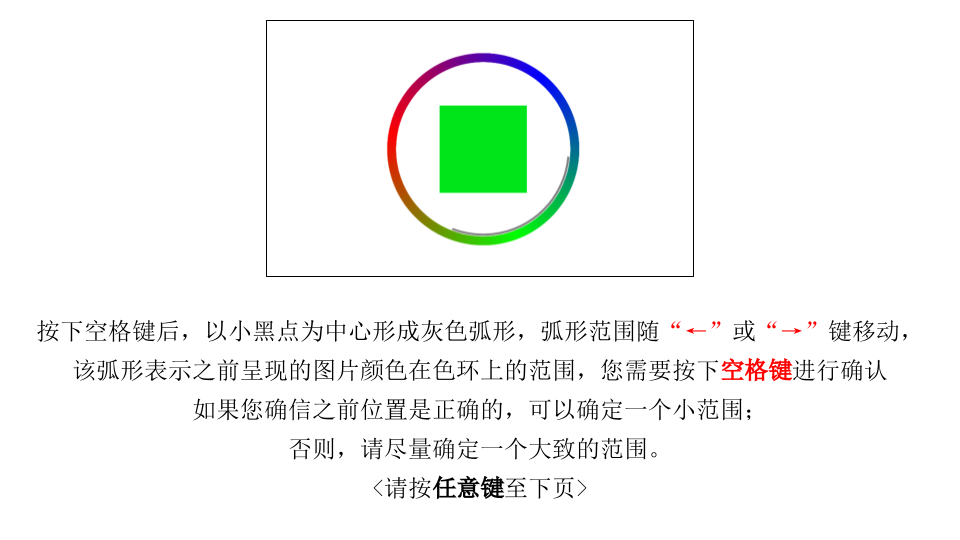 按下空格键后，以小黑点为中心形成灰色弧形，弧形范围随“←”或“→”键移动，
该弧形表示之前呈现的图片颜色在色环上的范围，您需要按下空格键进行确认
如果您确信之前位置是正确的，可以确定一个小范围；
否则，请尽量确定一个大致的范围。
<请按任意键至下页>